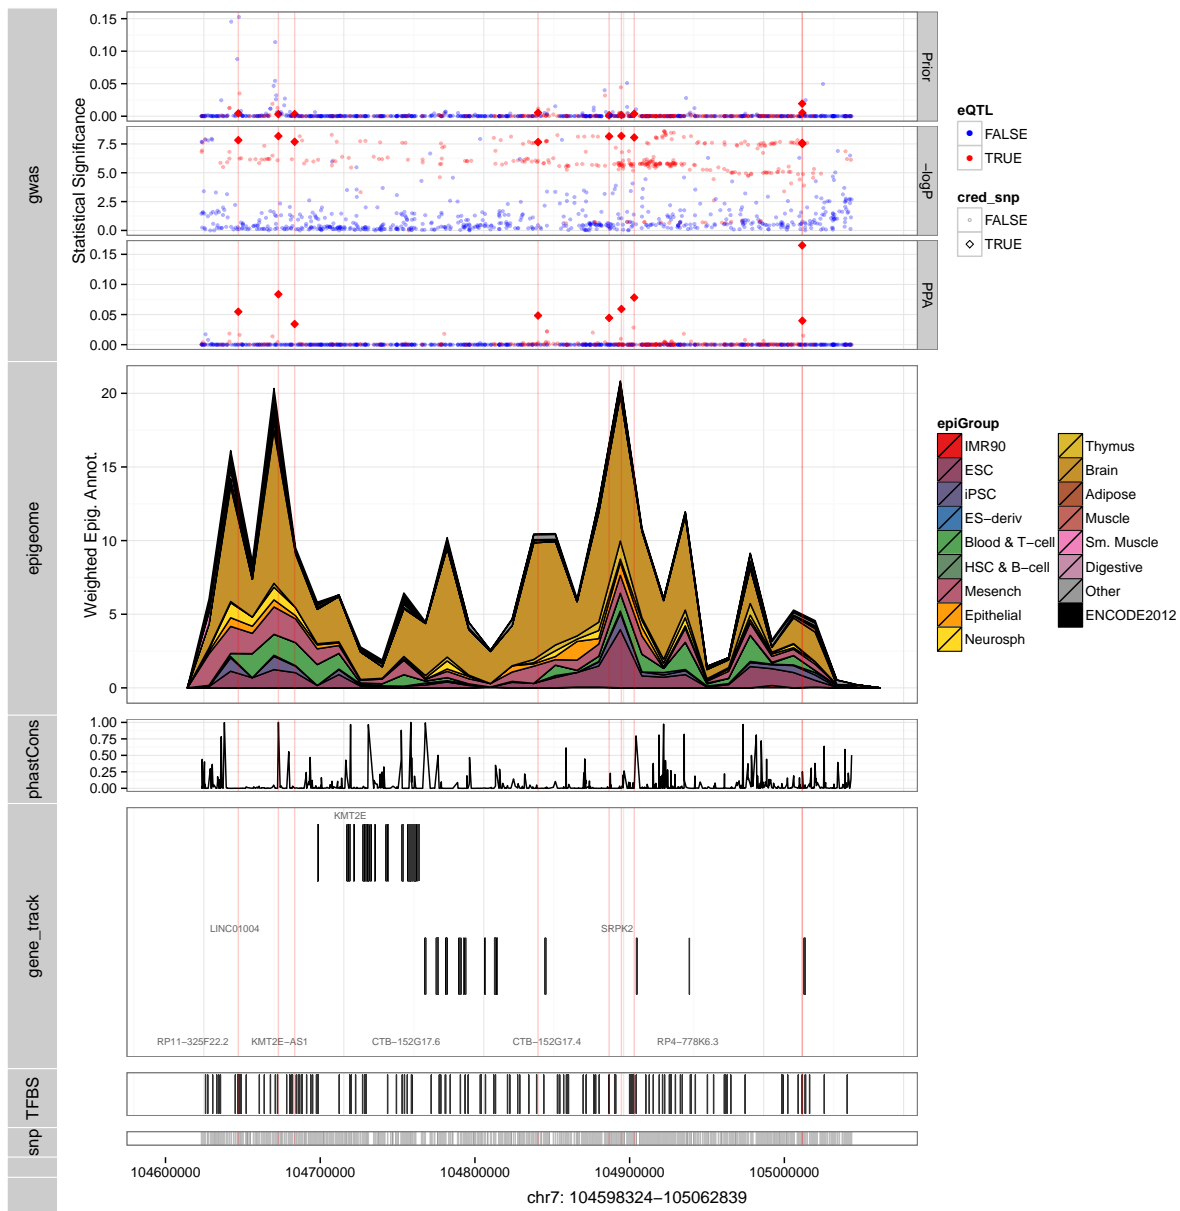 gwas
epigeome
phastCons
gene_track
TFBS
snp
Statistical Significance
0.15
0.10
0.05
0.00
Prior
7.5
5.0
2.5
0.0
−logP
0.15
0.10
0.05
0.00
PPA
eQTL
FALSE
TRUE
cred_snp
FALSE
TRUE
Weighted Epig. Annot.
20
15
10
5
0
epiGroup
IMR90
ESC
iPSC
ES−deriv
Blood & T−cell
HSC & B−cell
Mesench
Epithelial
Neurosph
Thymus
Brain
Adipose
Muscle
Sm. Muscle
Digestive
Other
ENCODE2012
1.00
0.75
0.50
0.25
0.00
KMT2E
LINC01004 SRPK2
RP11−325F22.2 KMT2E−AS1 CTB−152G17.6 CTB−152G17.4 RP4−778K6.3
104600000 104700000 104800000 104900000 105000000
chr7: 104598324−105062839